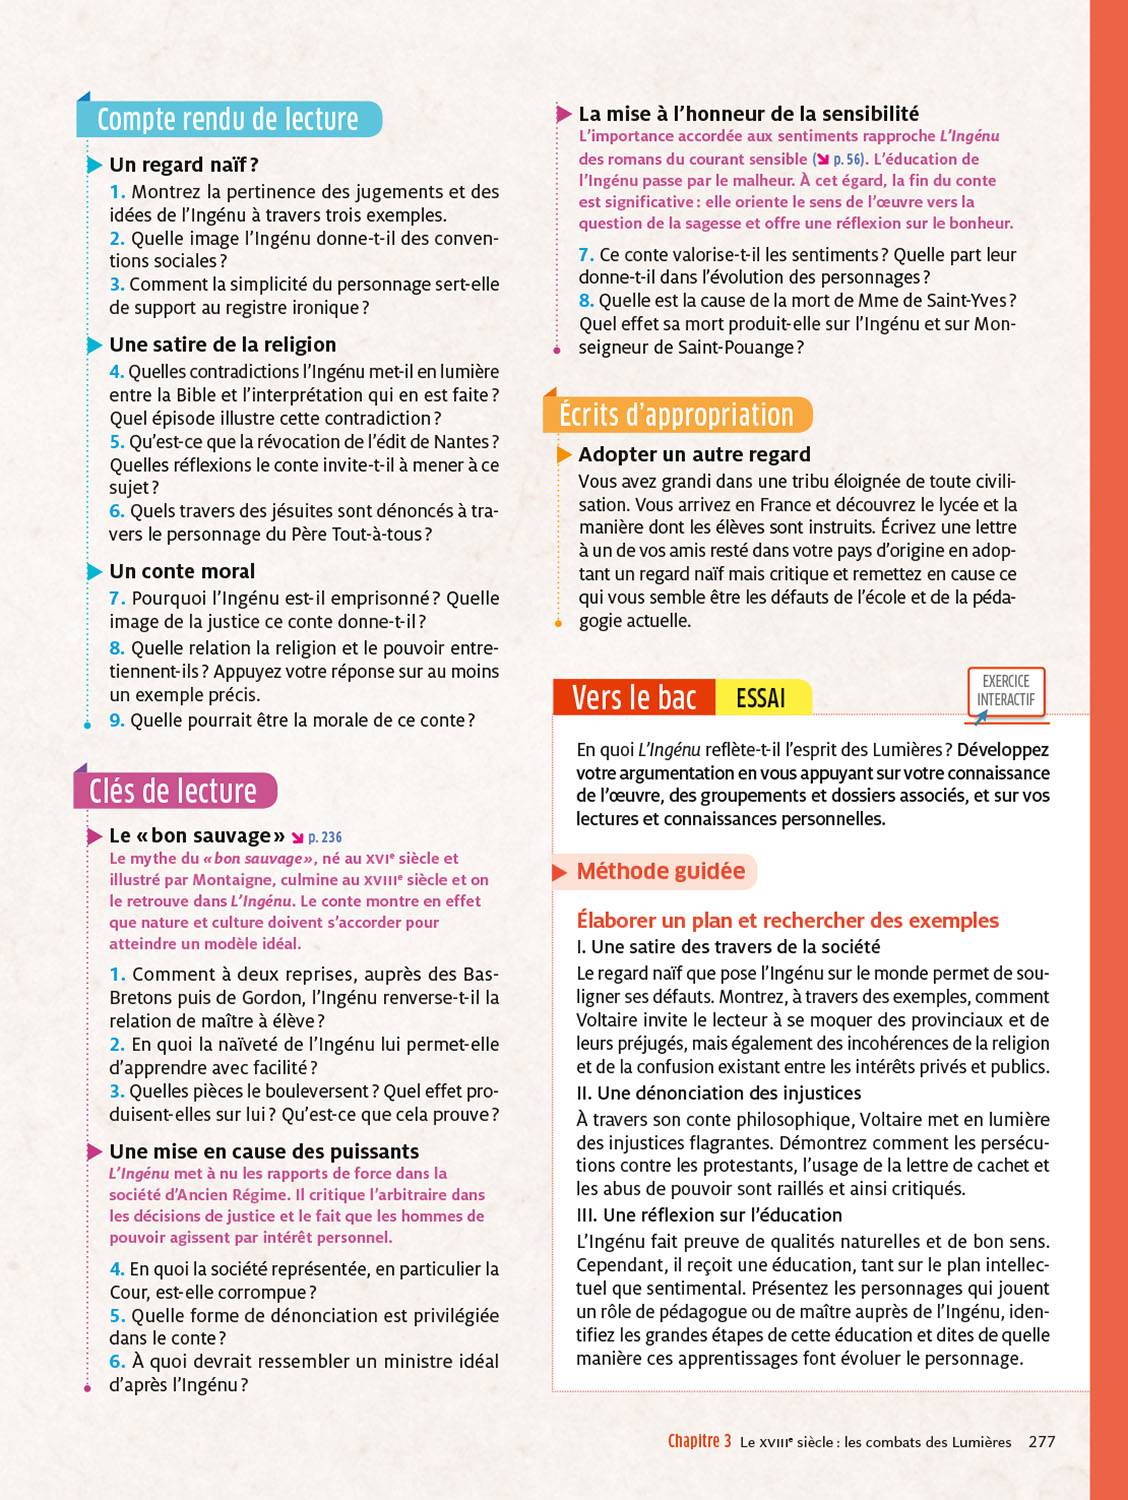 Compte rendu de lecture
Un regard naïf ?
1. Montrez la pertinence des jugements et des
idées de l'Ingénu à travers trois exemples.
2. Quelle image l'Ingénu donne-t-il des conven-
tions sociales ?
3. Comment la simplicité du personnage sert-elle
de support au registre ironique ?
Une satire de la religion
4. Quelles contradictions l'Ingénu met-il en lumière
entre la Bible et l'interprétation qui en est faite ?
Quel épisode illustre cette contradiction ?
5. Qu'est-ce que la révocation de l'édit de Nantes ?
Quelles réflexions le conte invite-t-il à mener à ce
sujet ?
6. Quels travers des jésuites sont dénoncés à tra-
vers le personnage du Père Tout-à-tous ?
Un conte moral
7. Pourquoi l'Ingénu est-il emprisonné ? Quelle
image de la justice ce conte donne-t-il ?
8. Quelle relation la religion et le pouvoir entre-
tiennent-ils ? Appuyez votre réponse sur au moins
un exemple précis.
9. Quelle pourrait être la morale de ce conte ?
Clés de lecture
Le « bon sauvage » p. 236
Le mythe du « bon sauvage », né au XVIe siècle et
illustré par Montaigne, culmine au XVIIIe siècle et on
le retrouve dans L'Ingénu. Le conte montre en effet
que nature et culture doivent s'accorder pour
atteindre un modèle idéal.
1. Comment à deux reprises, auprès des Bas-
Bretons puis de Gordon, l'Ingénu renverse-t-il la
relation de maître à élève ?
2. En quoi la naïveté de l'Ingénu lui permet-elle
d'apprendre avec facilité ?
3. Quelles pièces le bouleversent ? Quel effet pro-
duisent-elles sur lui ? Qu'est-ce que cela prouve ?
Une mise en cause des puissants
L'Ingénu met à nu les rapports de force dans la
société d'Ancien Régime. Il critique l'arbitraire dans
les décisions de justice et le fait que les hommes de
pouvoir agissent par intérêt personnel.
4. En quoi la société représentée, en particulier la
Cour, est-elle corrompue ?
5. Quelle forme de dénonciation est privilégiée
dans le conte ?
6. À quoi devrait ressembler un ministre idéal
d'après l'Ingénu ?
La mise à l'honneur de la sensibilité
L'importance accordée aux sentiments rapproche L'Ingénu
des romans du courant sensible ( p. 56). L'éducation de
l'Ingénu passe par le malheur. À cet égard, la fin du conte
est significative : elle oriente le sens de l'œuvre vers la
question de la sagesse et offre une réflexion sur le bonheur.
7. Ce conte valorise-t-il les sentiments ? Quelle part leur
donne-t-il dans l'évolution des personnages ?
8. Quelle est la cause de la mort de Mme de Saint-Yves ?
Quel effet sa mort produit-elle sur l'Ingénu et sur Mon-
seigneur de Saint-Pouange ?
Écrits d'appropriation
Adopter un autre regard
Vous avez grandi dans une tribu éloignée de toute civili-
sation. Vous arrivez en France et découvrez le lycée et la
manière dont les élèves sont instruits. Écrivez une lettre
à un de vos amis resté dans votre pays d'origine en adop-
tant un regard naïf mais critique et remettez en cause ce
qui vous semble être les défauts de l'école et de la péda-
gogie actuelle.
Vers le bac ESSAI
EXERCICE
INTERACTIF
En quoi L'Ingénu reflète-t-il l'esprit des Lumières ? Développez
votre argumentation en vous appuyant sur votre connaissance
de l'œuvre, des groupements et dossiers associés, et sur vos
lectures et connaissances personnelles.
Méthode guidée
Élaborer un plan et rechercher des exemples
I. Une satire des travers de la société
Le regard naïf que pose l'Ingénu sur le monde permet de sou-
ligner ses défauts. Montrez, à travers des exemples, comment
Voltaire invite le lecteur à se moquer des provinciaux et de
leurs préjugés, mais également des incohérences de la religion
et de la confusion existant entre les intérêts privés et publics.
II. Une dénonciation des injustices
À travers son conte philosophique, Voltaire met en lumière
des injustices flagrantes. Démontrez comment les persécu-
tions contre les protestants, l'usage de la lettre de cachet et
les abus de pouvoir sont raillés et ainsi critiqués.
III. Une réflexion sur l'éducation
L'Ingénu fait preuve de qualités naturelles et de bon sens.
Cependant, il reçoit une éducation, tant sur le plan intellec-
tuel que sentimental. Présentez les personnages qui jouent
un rôle de pédagogue ou de maître auprès de l'Ingénu, iden-
tifiez les grandes étapes de cette éducation et dites de quelle
manière ces apprentissages font évoluer le personnage.
Chapitre 3 Le XVIIIe siècle : les combats des Lumières 277